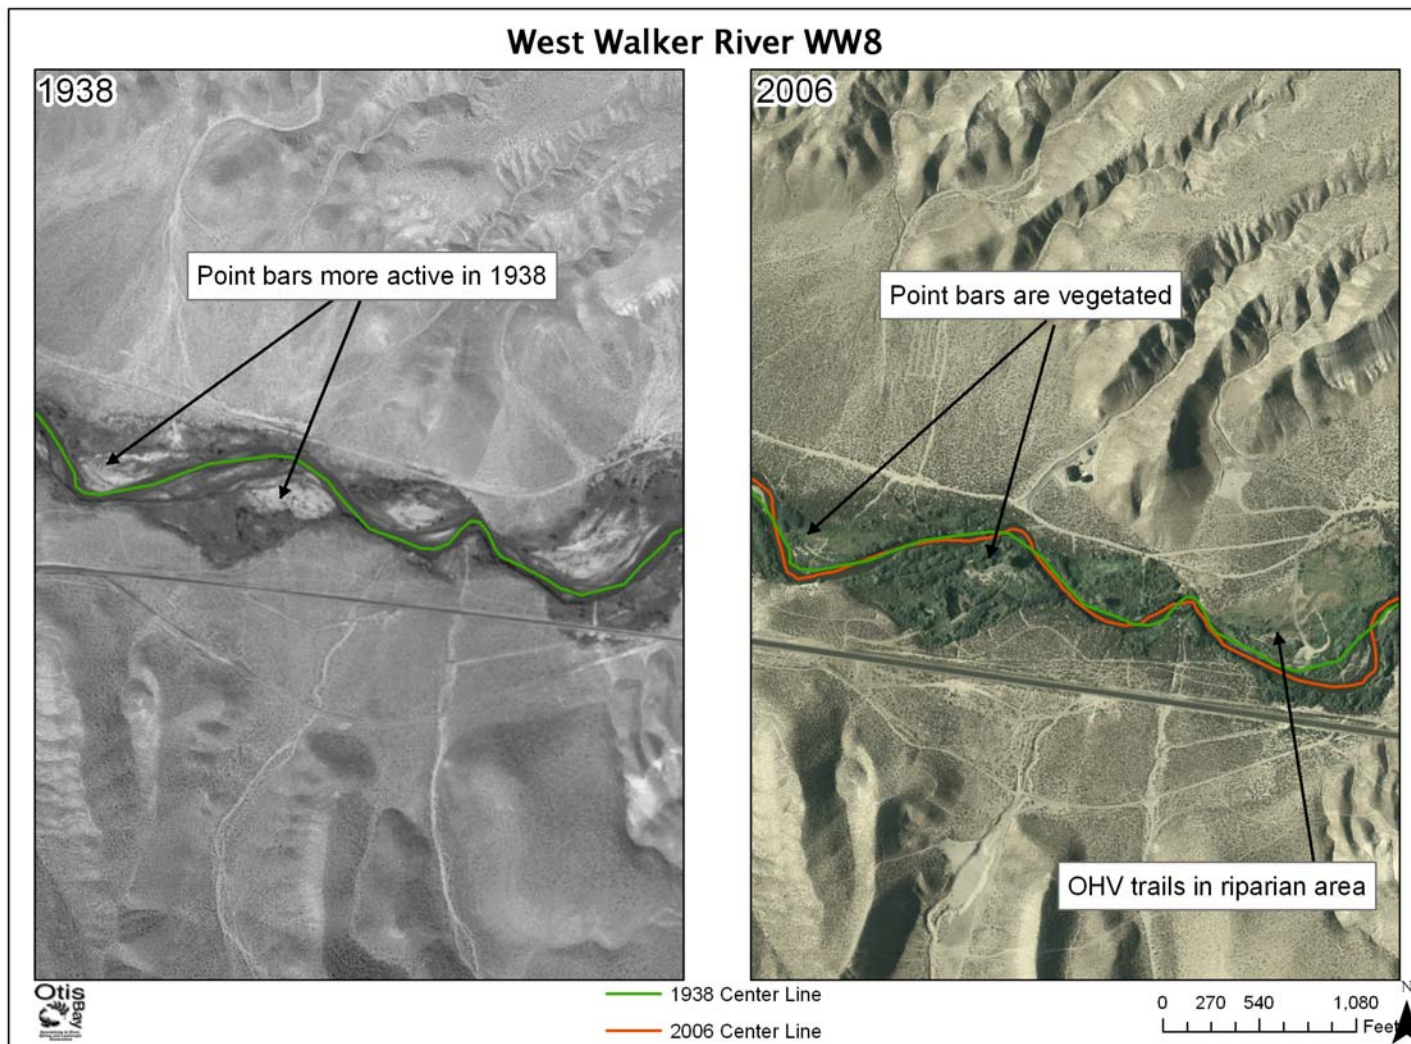 West Walker River WW8
1938
2006
Point bars more active in 1938
Point bars are vegetated
OHV trails in riparian area
Otis
Bay
1938 Center Line
2006 Center Line
0 270 540 1,080
Feet
N